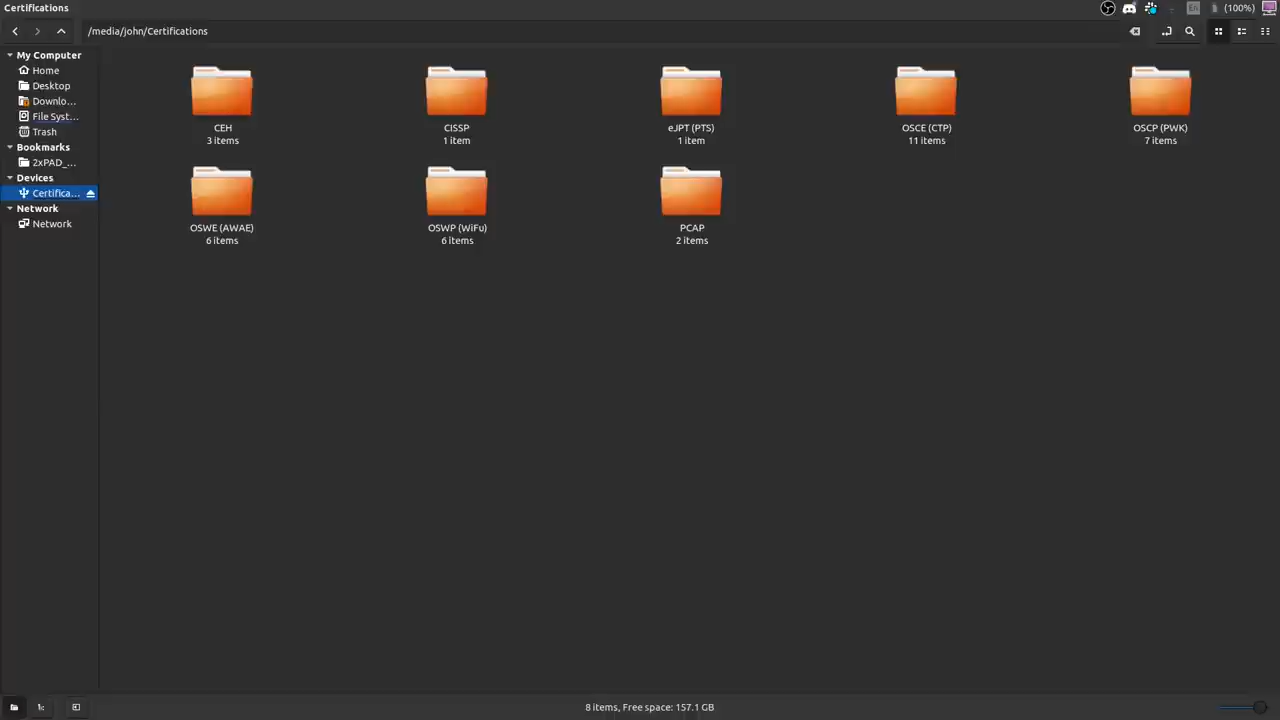 Certifications
(100%)
/media/john/Certifications
My Computer
Home
Desktop
Downlo...
File Syst...
Trash
Bookmarks
2xPAD_...
Devices
Certifica...
Network
Network
CEH
3 items
CISSP
1 item
eJPT (PTS)
1 item
OSCE (CTP)
11 items
OSCP (PWK)
7 items
OSWE (AWAE)
6 items
OSWP (WiFu)
6 items
PCAP
2 items
8 items, Free space: 157.1 GB